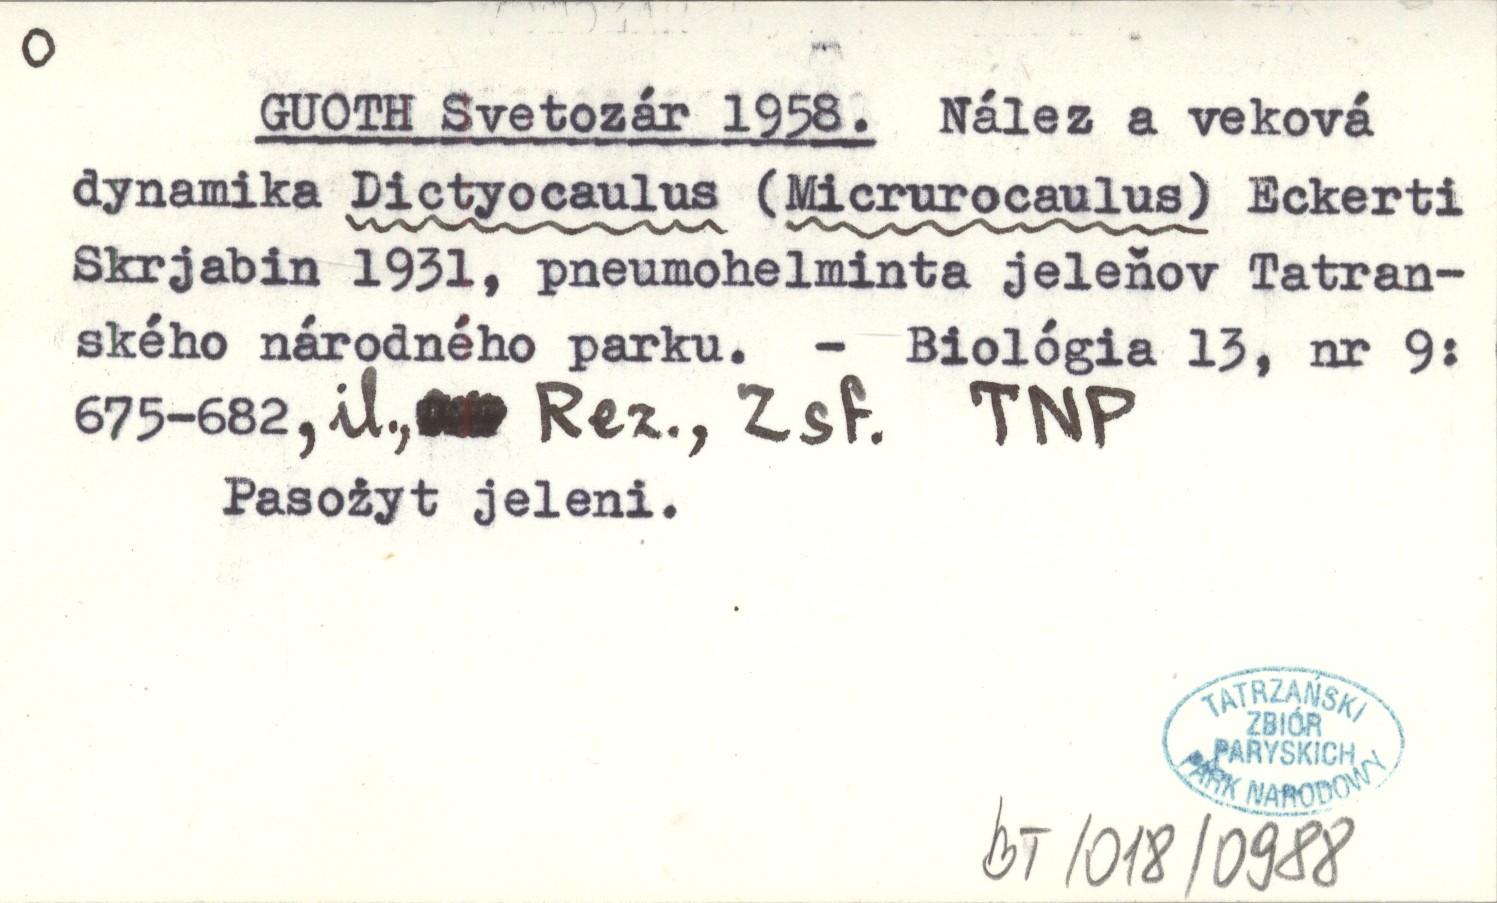 O
GUOTH Svetozár 1958. Nález a veková
dynamika Dictyocaulus (Micrurocaulus) Eckerti
Skrjabin 1931, pneumohelminta jeleňov Tatran-
ského národného parku. - Biológia 13, nr 9:
675-682, il., Rez., Zsf. TNP
Pasożyt jeleni.
TATRZAŃSKI
ZBIÓR
PARYSKICH
PARK NARODOWY
BT/018/0988